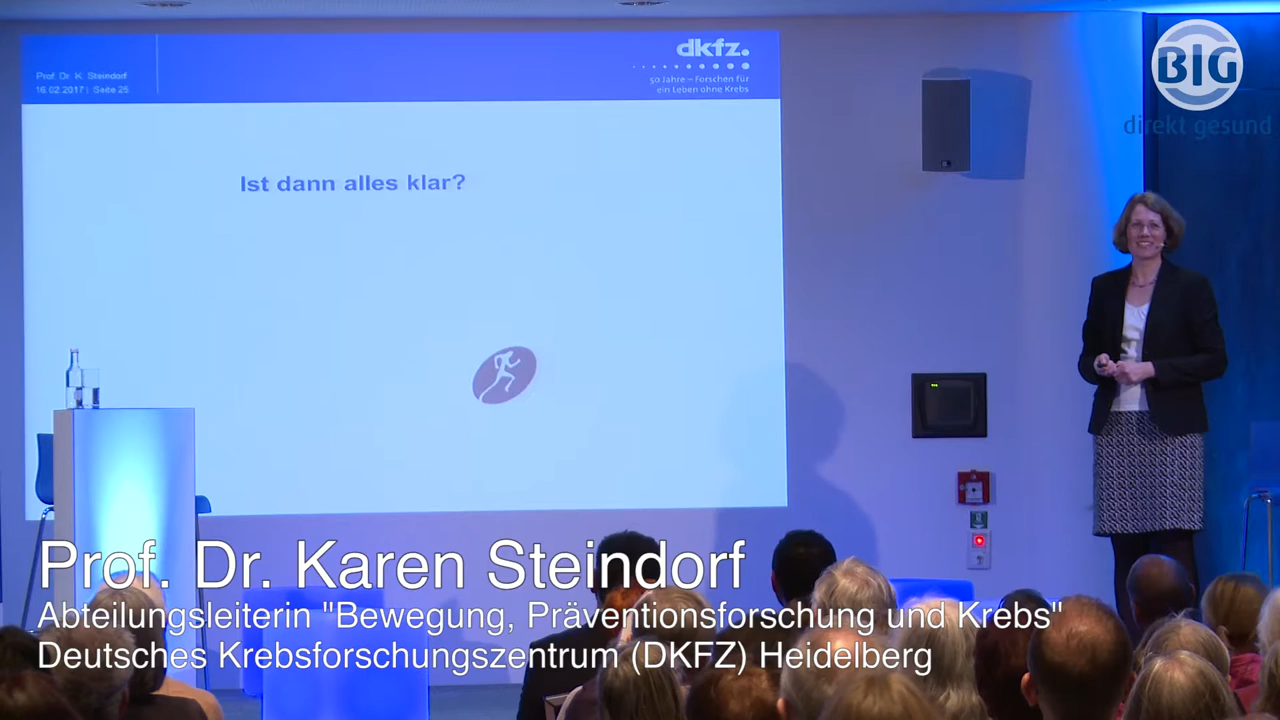 Prof. Dr. K. Steindorf
16.02.2017 | Seite 25
dkfz.
50 Jahre – Forschen für
ein Leben ohne Krebs
BIG
direkt gesund
Ist dann alles klar?
Prof. Dr. Karen Steindorf
Abteilungsleiterin "Bewegung, Präventionsforschung und Krebs"
Deutsches Krebsforschungszentrum (DKFZ) Heidelberg